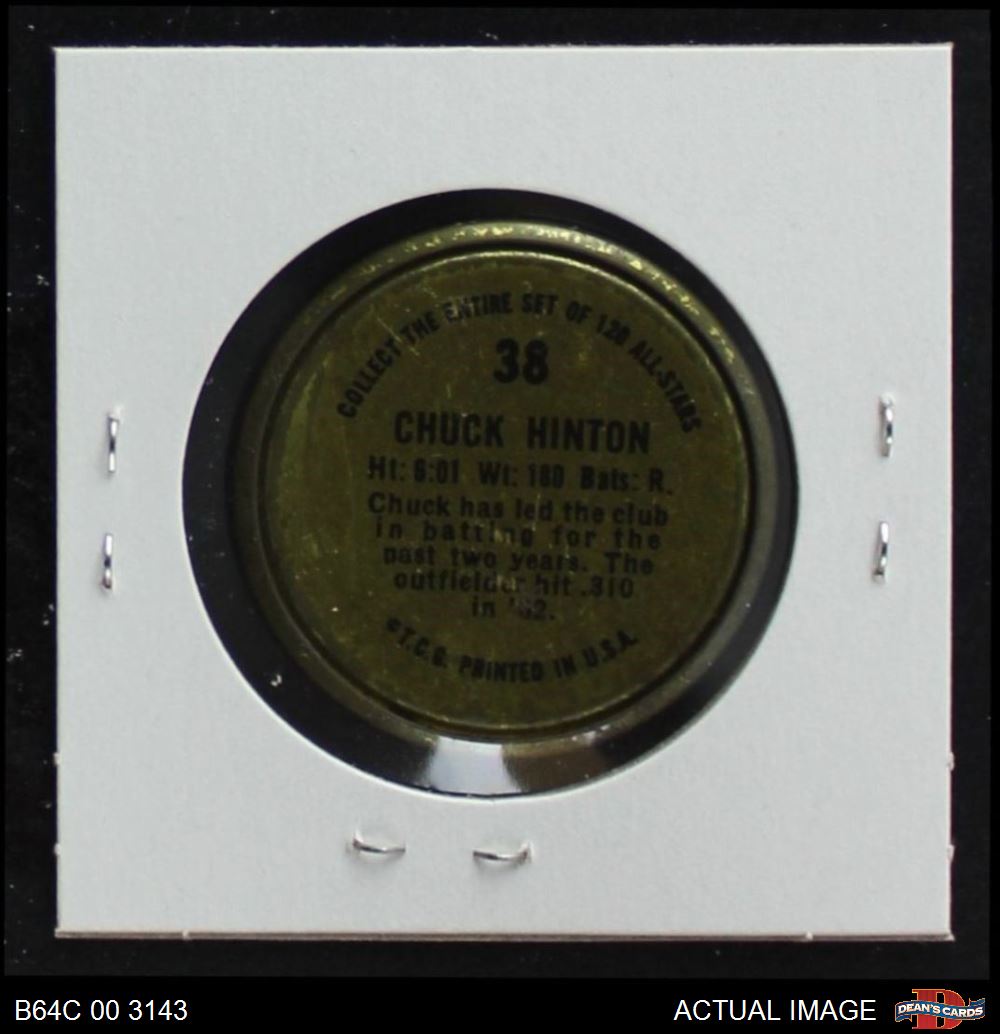 COLLECT THE ENTIRE SET OF 120 ALL-STARS
38
CHUCK HINTON
Ht: 6:01 Wt: 180 Bats: R.
Chuck has led the club
in batting for the
past two years. The
outfielder hit .310
in '62.
©T.C.G. PRINTED IN U.S.A.
B64C 00 3143
ACTUAL IMAGE
D
DEAN'S CARDS